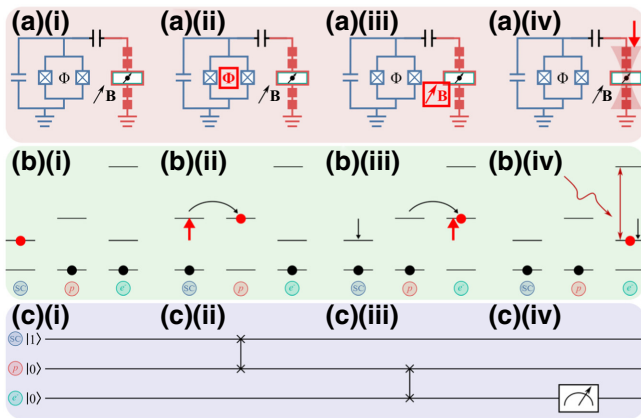 (a)(i) (a)(ii) (a)(iii) (a)(iv)
Φ Φ Φ Φ
B B B B
(b)(i) (b)(ii) (b)(iii) (b)(iv)
SC p e SC p e SC p e SC p e
(c)(i) (c)(ii) (c)(iii) (c)(iv)
SC |1⟩
p |0⟩
e |0⟩